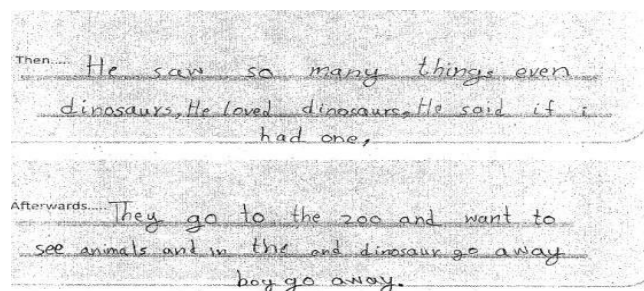 Then..... He saw so many things even
dinosaurs, He loved dinosaurs, He said if i
had one,
Afterwards..... They go to the zoo and want to
see animals and in the end dinosaur go away
boy go away.